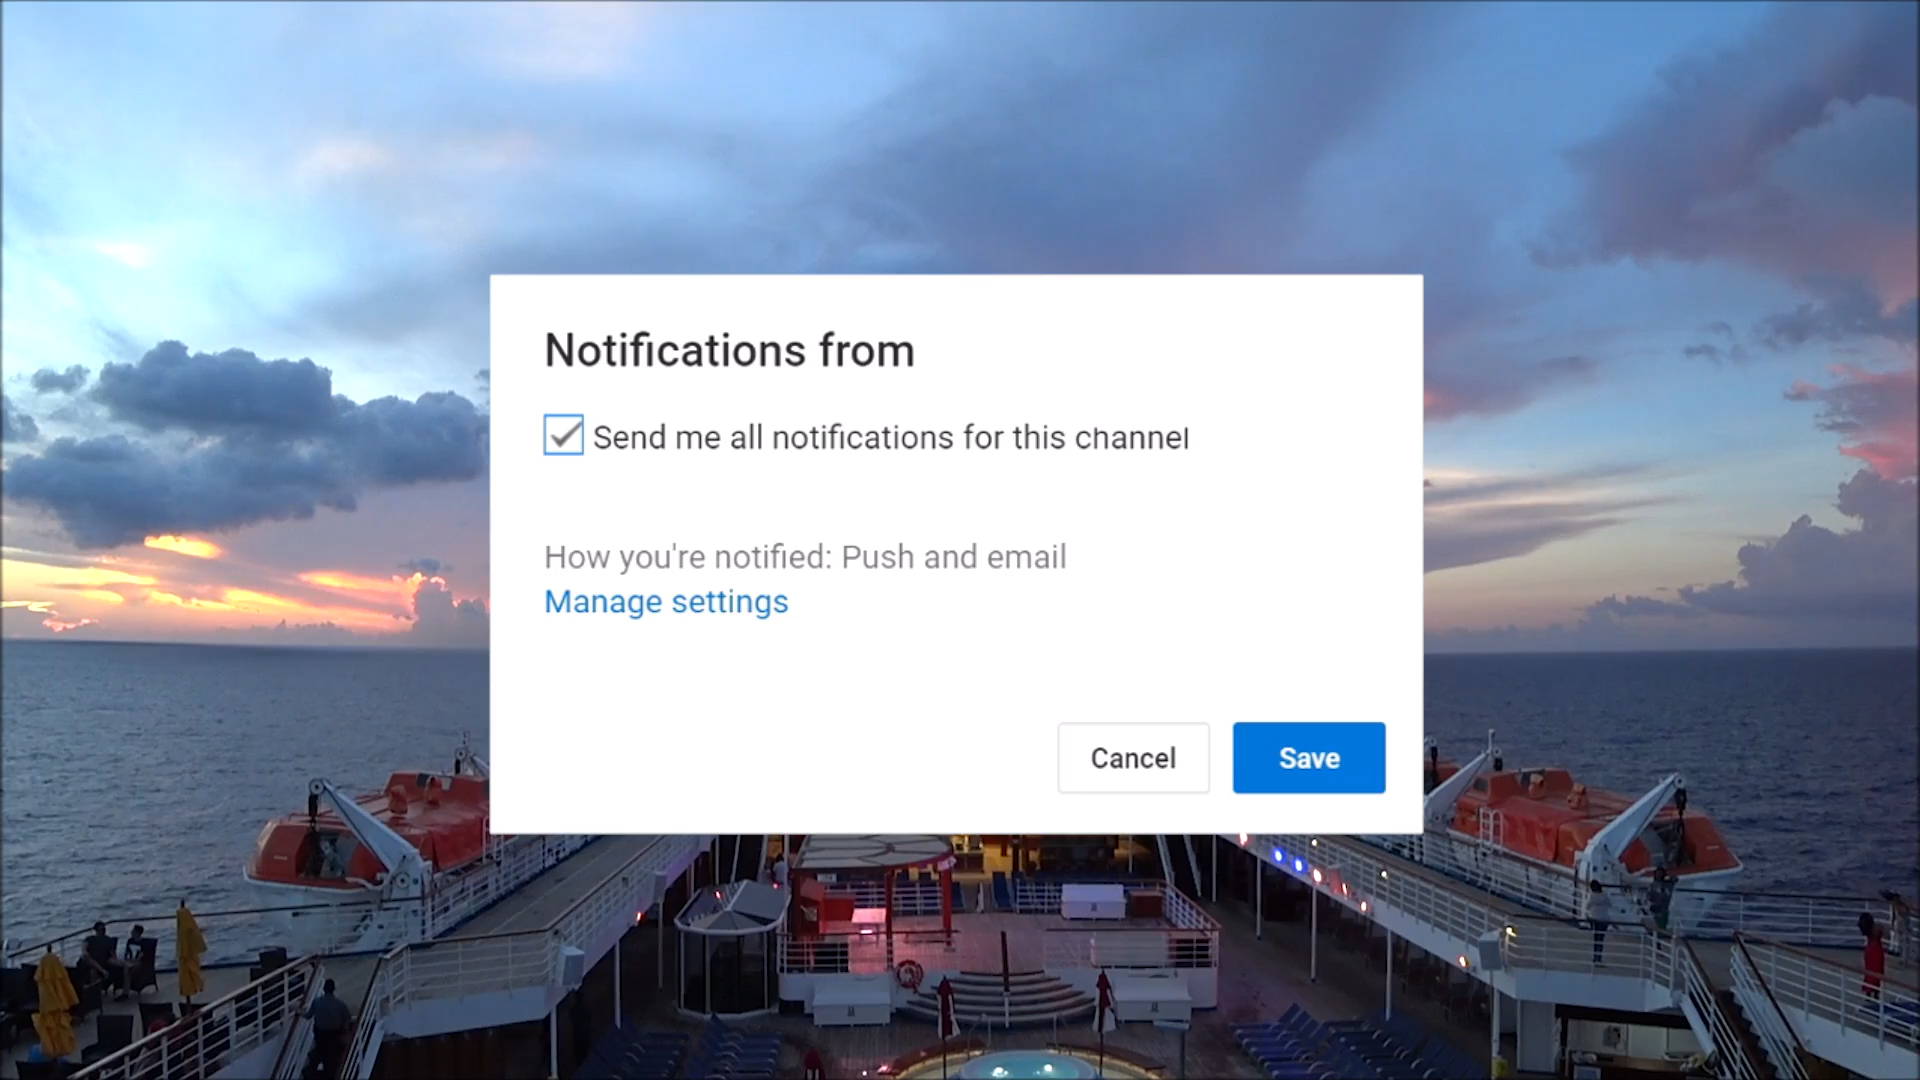 Notifications from
Send me all notifications for this channel
How you're notified: Push and email
Manage settings
Cancel
Save